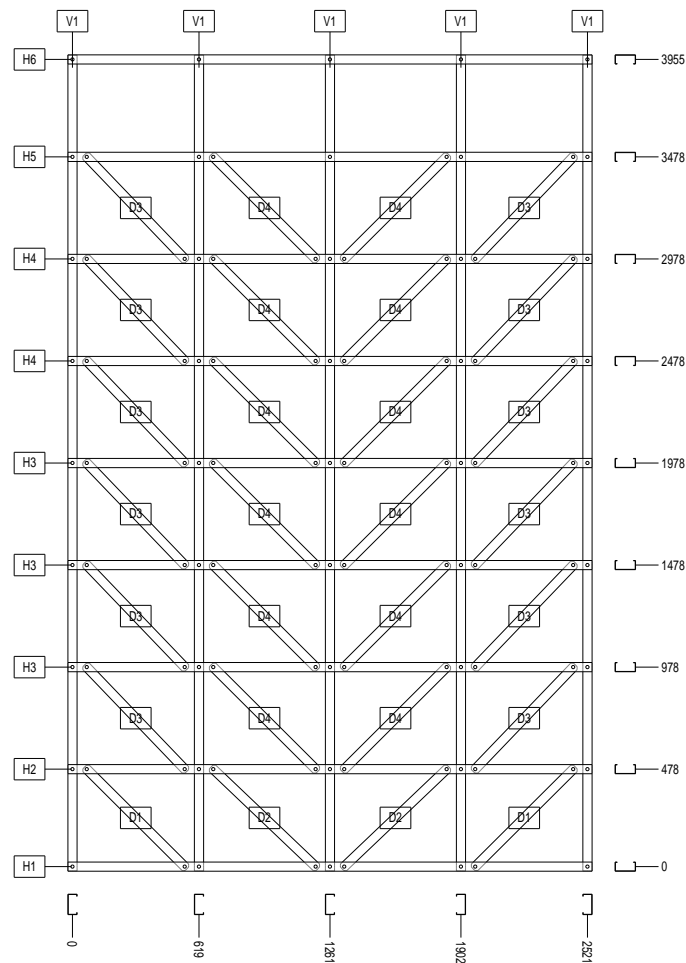 V1 V1 V1 V1 V1
H6 3955
H5 3478
D3 D4 D4 D3
H4 2978
D3 D4 D4 D3
H4 2478
D3 D4 D4 D3
H3 1978
D3 D4 D4 D3
H3 1478
D3 D4 D4 D3
H3 978
D3 D4 D4 D3
H2 478
D1 D2 D2 D1
H1 0
0 619 1261 1902 2521